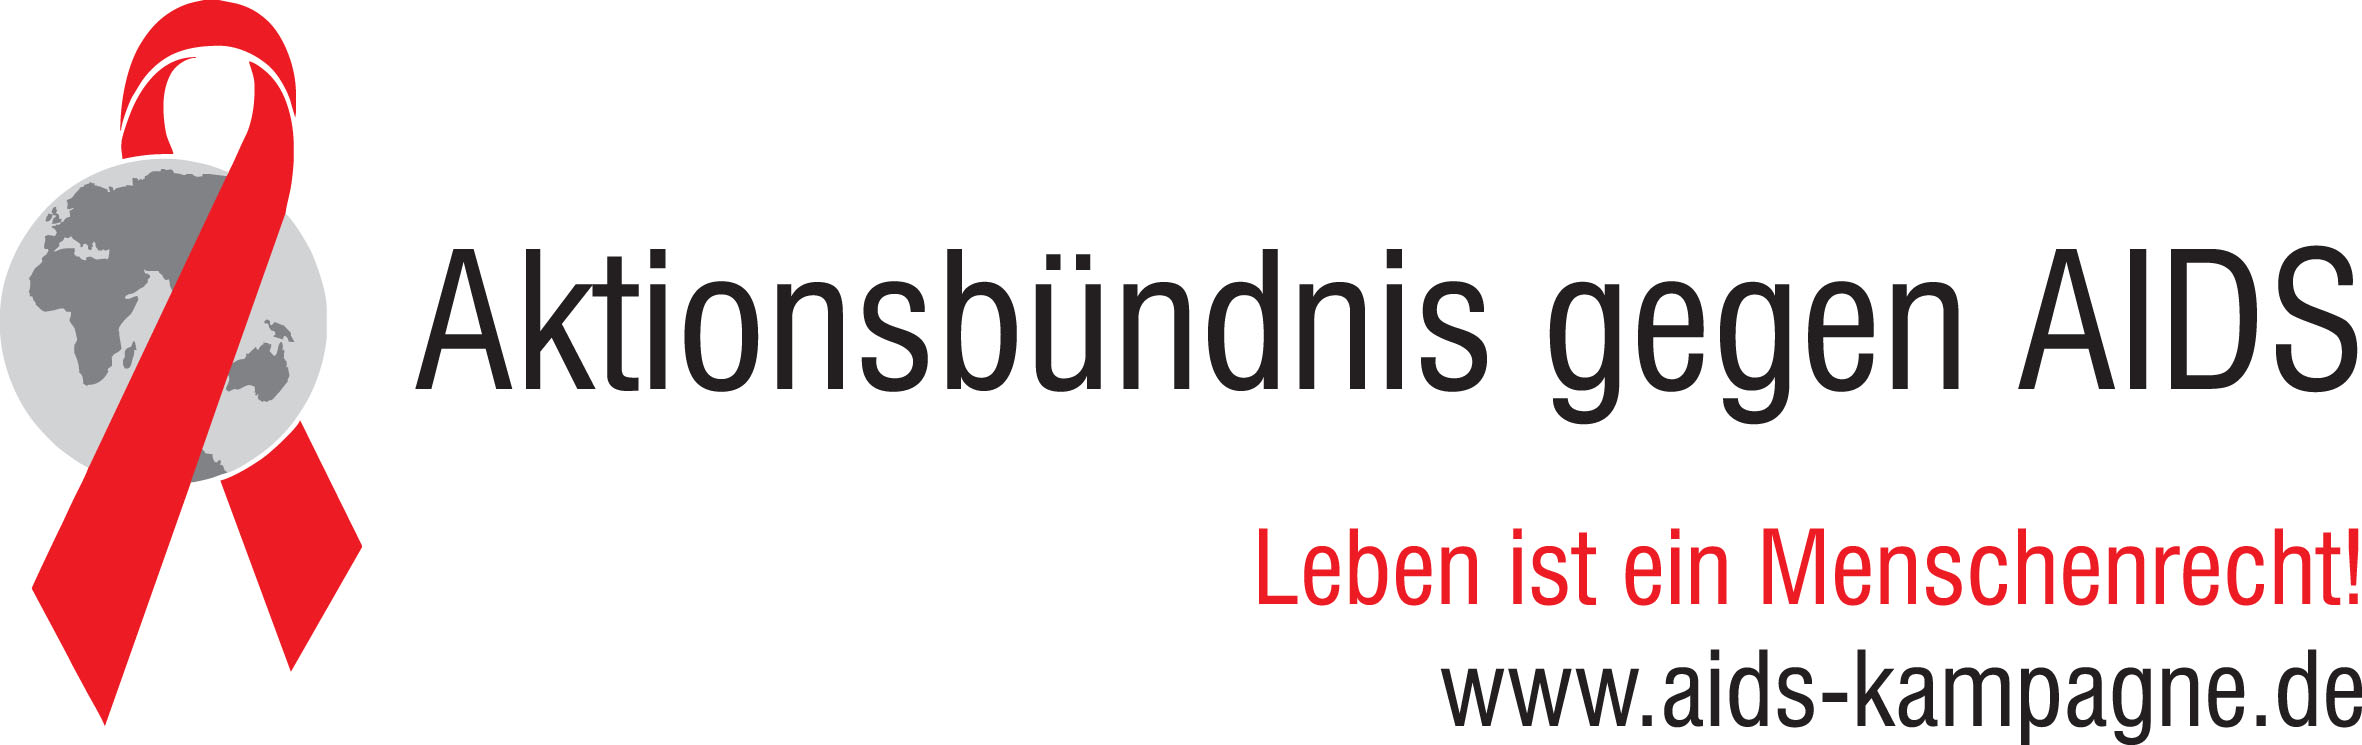 Aktionsbündnis gegen AIDS
Leben ist ein Menschenrecht!
www.aids-kampagne.de